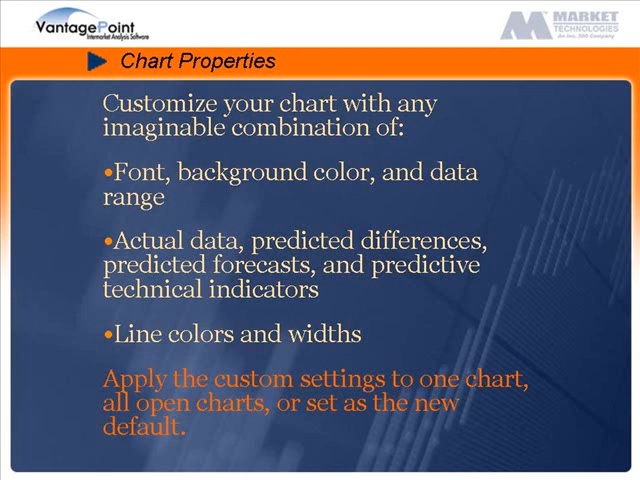 VantagePoint
Intermarket Analysis Software
MARKET
TECHNOLOGIES
An Inc. 500 Company
Chart Properties
Customize your chart with any
imaginable combination of:
•Font, background color, and data
range
•Actual data, predicted differences,
predicted forecasts, and predictive
technical indicators
•Line colors and widths
Apply the custom settings to one chart,
all open charts, or set as the new
default.